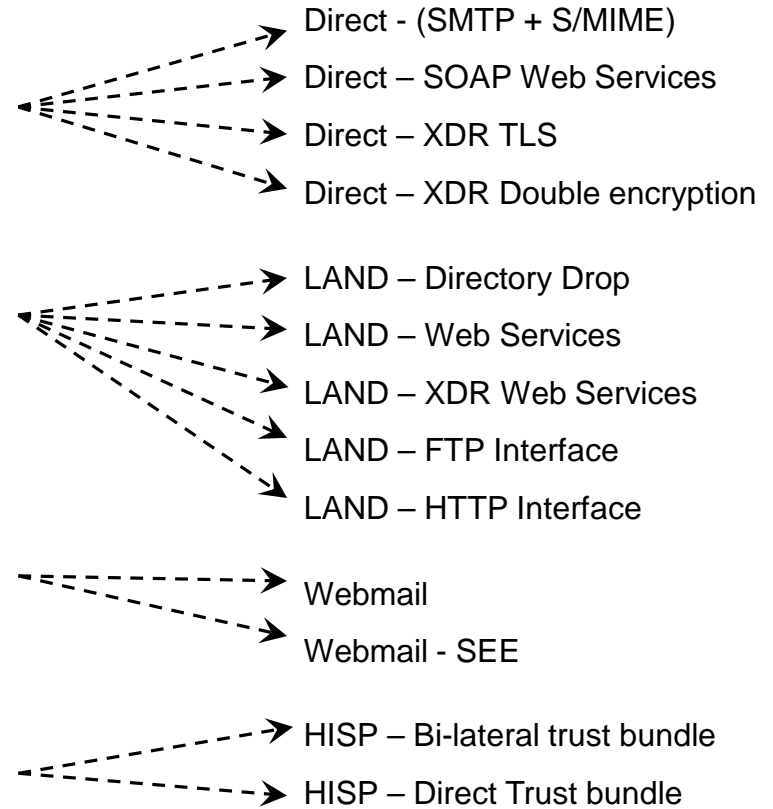 Direct - (SMTP + S/MIME)
Direct – SOAP Web Services
Direct – XDR TLS
Direct – XDR Double encryption
LAND – Directory Drop
LAND – Web Services
LAND – XDR Web Services
LAND – FTP Interface
LAND – HTTP Interface
Webmail
Webmail - SEE
HISP – Bi-lateral trust bundle
HISP – Direct Trust bundle